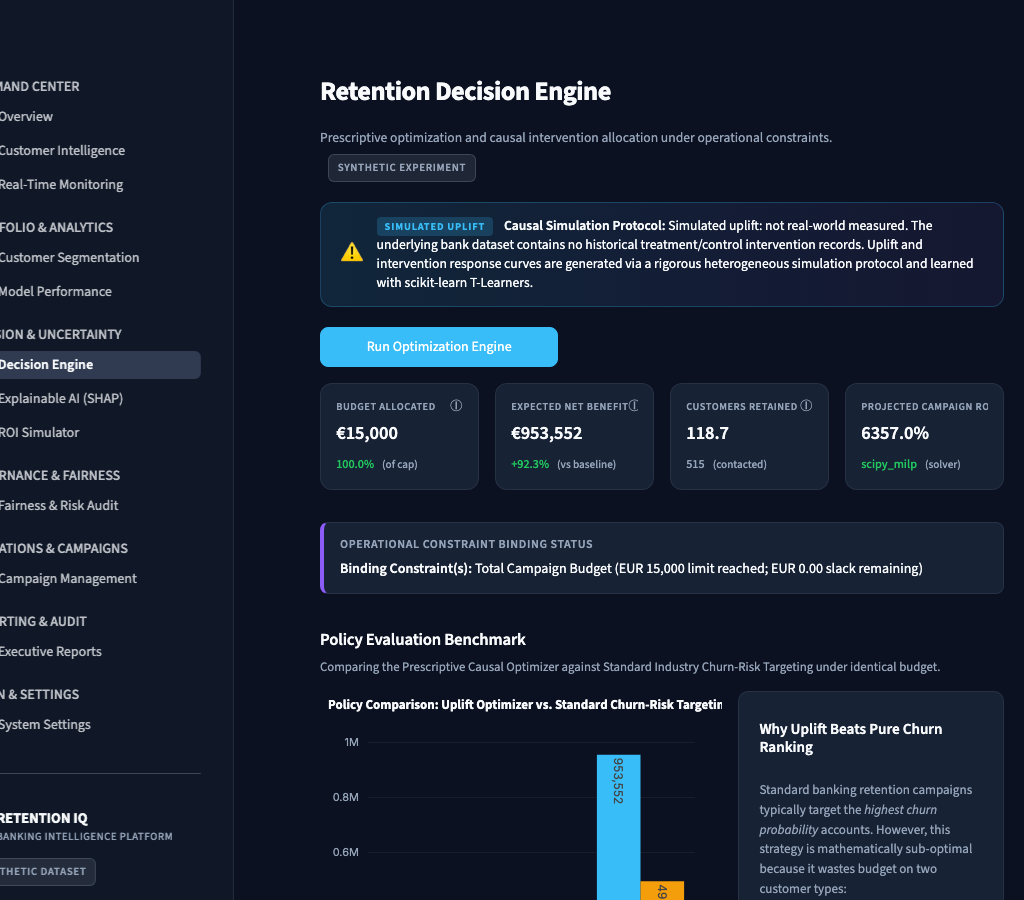 MAND CENTER
Overview
Customer Intelligence
Real-Time Monitoring
FOLIO & ANALYTICS
Customer Segmentation
Model Performance
SION & UNCERTAINTY
Decision Engine
Explainable AI (SHAP)
ROI Simulator
RNANCE & FAIRNESS
Fairness & Risk Audit
ATIONS & CAMPAIGNS
Campaign Management
RTING & AUDIT
Executive Reports
N & SETTINGS
System Settings
RETENTION IQ
BANKING INTELLIGENCE PLATFORM
THETIC DATASET
Retention Decision Engine
Prescriptive optimization and causal intervention allocation under operational constraints.
SYNTHETIC EXPERIMENT
SIMULATED UPLIFT Causal Simulation Protocol: Simulated uplift: not real-world measured. The
underlying bank dataset contains no historical treatment/control intervention records. Uplift and
intervention response curves are generated via a rigorous heterogeneous simulation protocol and learned
with scikit-learn T-Learners.
Run Optimization Engine
BUDGET ALLOCATED
€15,000
100.0% (of cap)
EXPECTED NET BENEFIT
€953,552
+92.3% (vs baseline)
CUSTOMERS RETAINED
118.7
515 (contacted)
PROJECTED CAMPAIGN RO
6357.0%
scipy_milp (solver)
OPERATIONAL CONSTRAINT BINDING STATUS
Binding Constraint(s): Total Campaign Budget (EUR 15,000 limit reached; EUR 0.00 slack remaining)
Policy Evaluation Benchmark
Comparing the Prescriptive Causal Optimizer against Standard Industry Churn-Risk Targeting under identical budget.
Policy Comparison: Uplift Optimizer vs. Standard Churn-Risk Targetin
1M
0.8M
0.6M
953,552
49
Why Uplift Beats Pure Churn
Ranking
Standard banking retention campaigns
typically target the highest churn
probability accounts. However, this
strategy is mathematically sub-optimal
because it wastes budget on two
customer types: